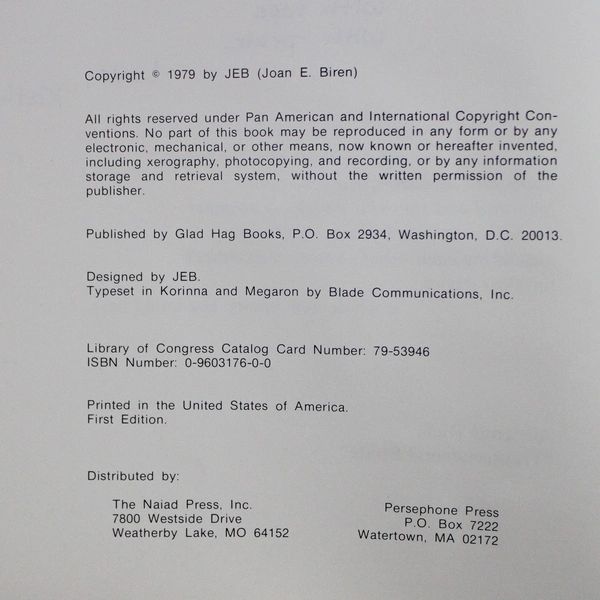 Copyright © 1979 by JEB (Joan E. Biren)
All rights reserved under Pan American and International Copyright Con-
ventions. No part of this book may be reproduced in any form or by any
electronic, mechanical, or other means, now known or hereafter invented,
including xerography, photocopying, and recording, or by any information
storage and retrieval system, without the written permission of the
publisher.
Published by Glad Hag Books, P.O. Box 2934, Washington, D.C. 20013.
Designed by JEB.
Typeset in Korinna and Megaron by Blade Communications, Inc.
Library of Congress Catalog Card Number: 79-53946
ISBN Number: 0-9603176-0-0
Printed in the United States of America.
First Edition.
Distributed by:
The Naiad Press, Inc.
7800 Westside Drive
Weatherby Lake, MO 64152
Persephone Press
P.O. Box 7222
Watertown, MA 02172